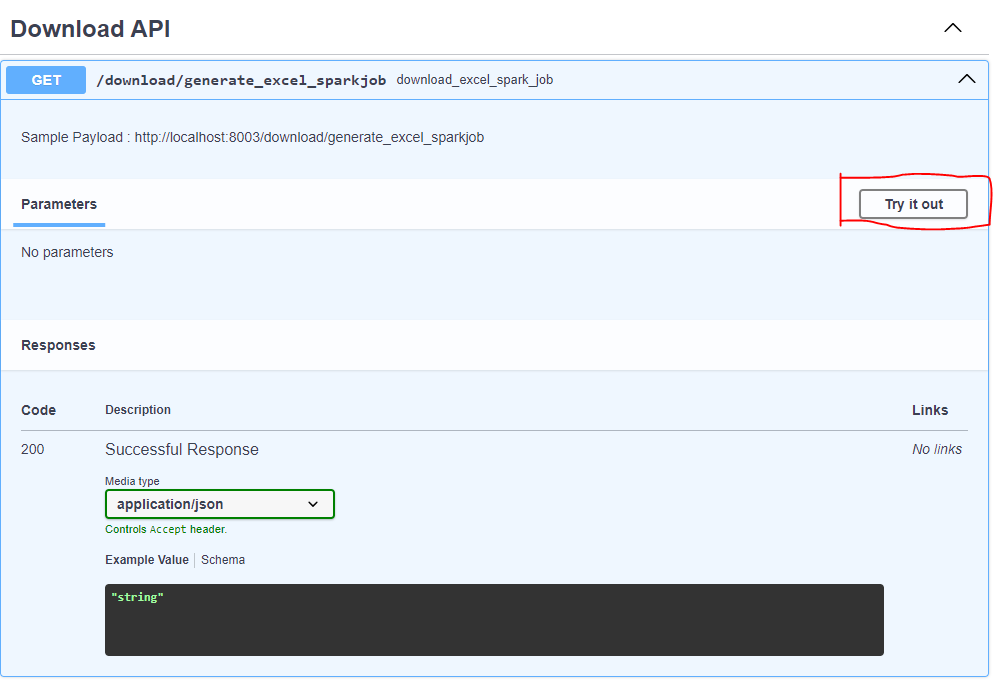 Download API
GET /download/generate_excel_sparkjob download_excel_spark_job
Sample Payload : http://localhost:8003/download/generate_excel_sparkjob
Parameters Try it out
No parameters
Responses
Code Description Links
200 Successful Response No links
Media type
application/json
Controls Accept header.
Example Value Schema
"string"